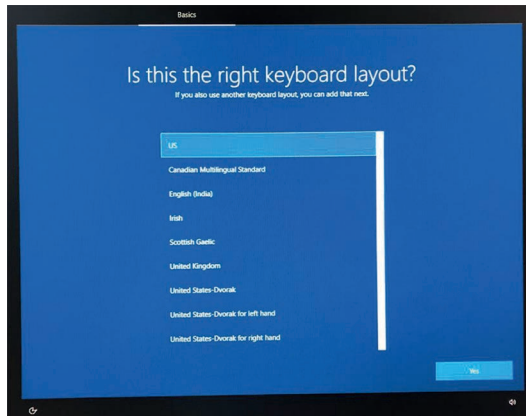 Basics
Is this the right keyboard layout?
If you also use another keyboard layout, you can add that next.
US
Canadian Multilingual Standard
English (India)
Irish
Scottish Gaelic
United Kingdom
United States-Dvorak
United States-Dvorak for left hand
United States-Dvorak for right hand
Yes